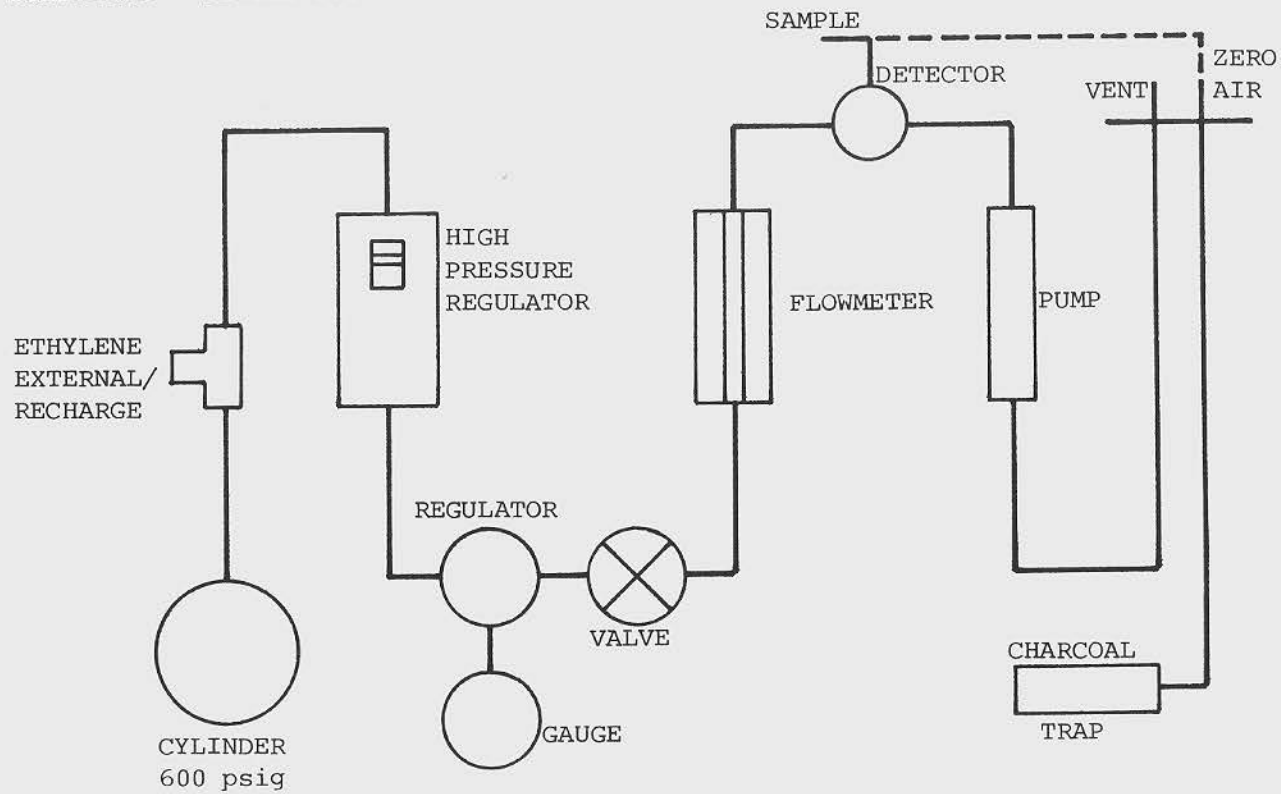 SAMPLE
DETECTOR
ZERO
AIR
VENT
HIGH
PRESSURE
REGULATOR
FLOWMETER
PUMP
ETHYLENE
EXTERNAL/
RECHARGE
REGULATOR
VALVE
GAUGE
CHARCOAL
TRAP
CYLINDER
600 psig